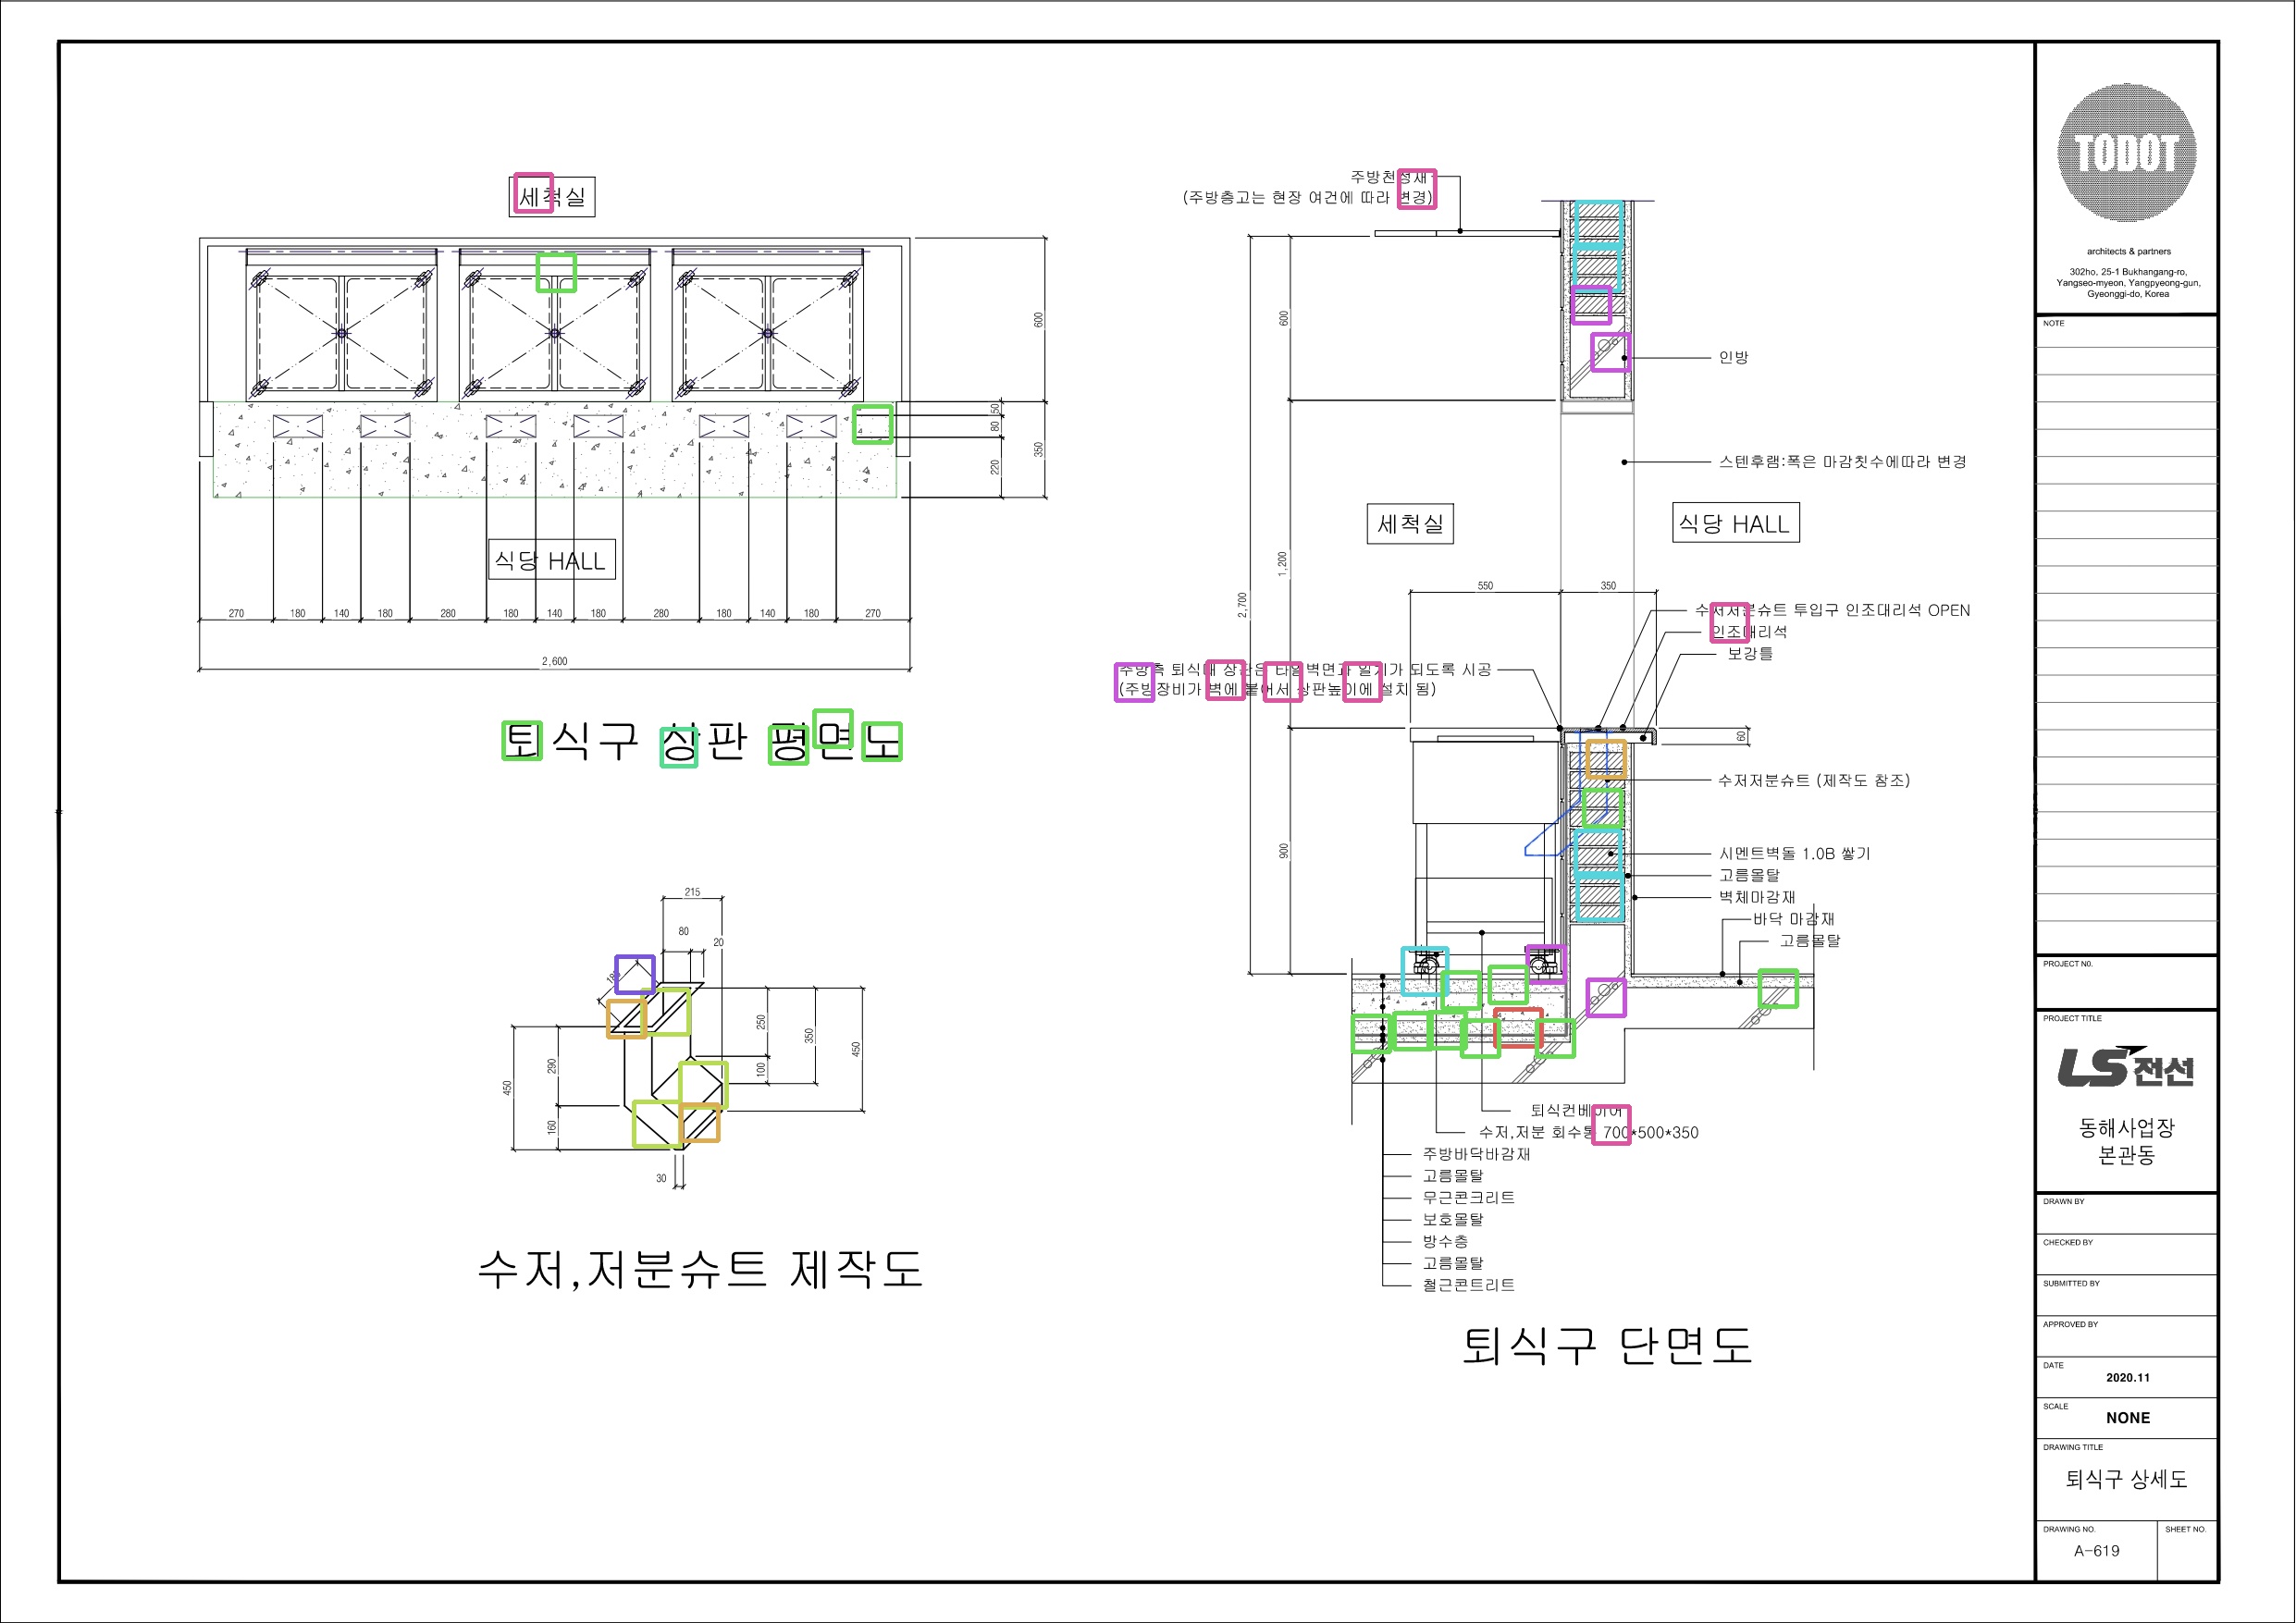 세척실
600
50
80
350
220
식당 HALL
270 180 140 180 280 180 140 180 280 180 140 180 270
2,600
퇴식구 상판 평면도
215
80
20
250
350
450
100
290
450
160
30
수저,저분슈트 제작도
주방천정재
(주방층고는 현장 여건에 따라 변경)
600
인방
스텐후램:폭은 마감칫수에따라 변경
세척실
식당 HALL
1,200
2,700
550 350
수저저분슈트 투입구 인조대리석 OPEN
인조대리석
보강틀
주방측 퇴식대 상판은 타일벽면과 일치가 되도록 시공
(주방장비가 벽에 붙어서 상판높이에 설치 됨)
60
수저저분슈트 (제작도 참조)
900
시멘트벽돌 1.0B 쌓기
고름몰탈
벽체마감재
바닥 마감재
고름몰탈
퇴식컨베이어
수저,저분 회수통 700*500*350
주방바닥바감재
고름몰탈
무근콘크리트
보호몰탈
방수층
고름몰탈
철근콘트리트
퇴식구 단면도
TODOT
architects & partners
302ho, 25-1 Bukhangang-ro,
Yangseo-myeon, Yangpyeong-gun,
Gyeonggi-do, Korea
NOTE
PROJECT NO.
PROJECT TITLE
LS전선
동해사업장
본관동
DRAWN BY
CHECKED BY
SUBMITTED BY
APPROVED BY
DATE
2020.11
SCALE
NONE
DRAWING TITLE
퇴식구 상세도
DRAWING NO.
SHEET NO.
A-619